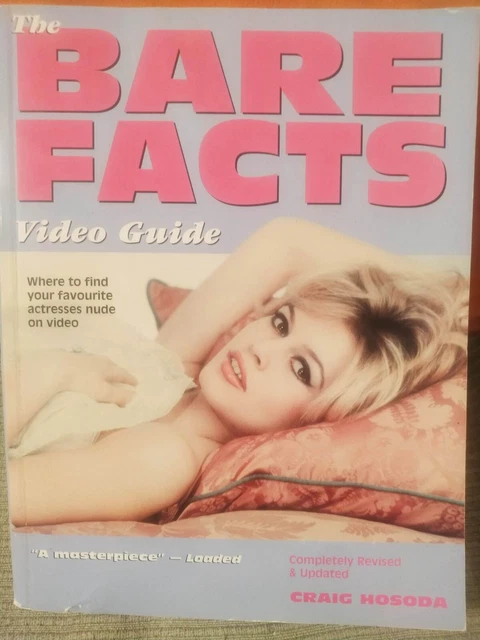 The
BARE
FACTS
Video Guide
Where to find
your favourite
actresses nude
on video
"A masterpiece" — Loaded
Completely Revised
& Updated
CRAIG HOSODA